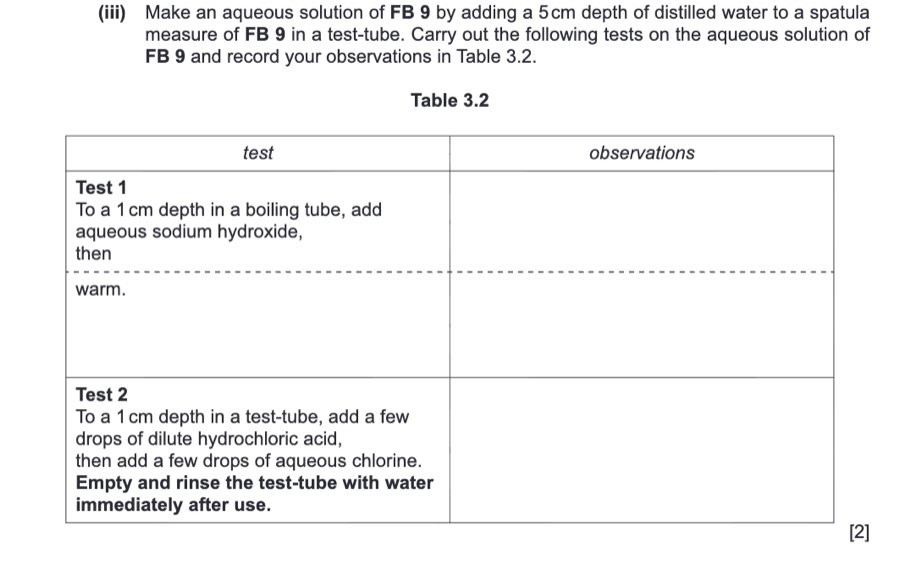 (iii) Make an aqueous solution of FB 9 by adding a 5 cm depth of distilled water to a spatula
measure of FB 9 in a test-tube. Carry out the following tests on the aqueous solution of
FB 9 and record your observations in Table 3.2.
Table 3.2
test
observations
Test 1
To a 1 cm depth in a boiling tube, add
aqueous sodium hydroxide,
then
warm.
Test 2
To a 1 cm depth in a test-tube, add a few
drops of dilute hydrochloric acid,
then add a few drops of aqueous chlorine.
Empty and rinse the test-tube with water
immediately after use.
[2]